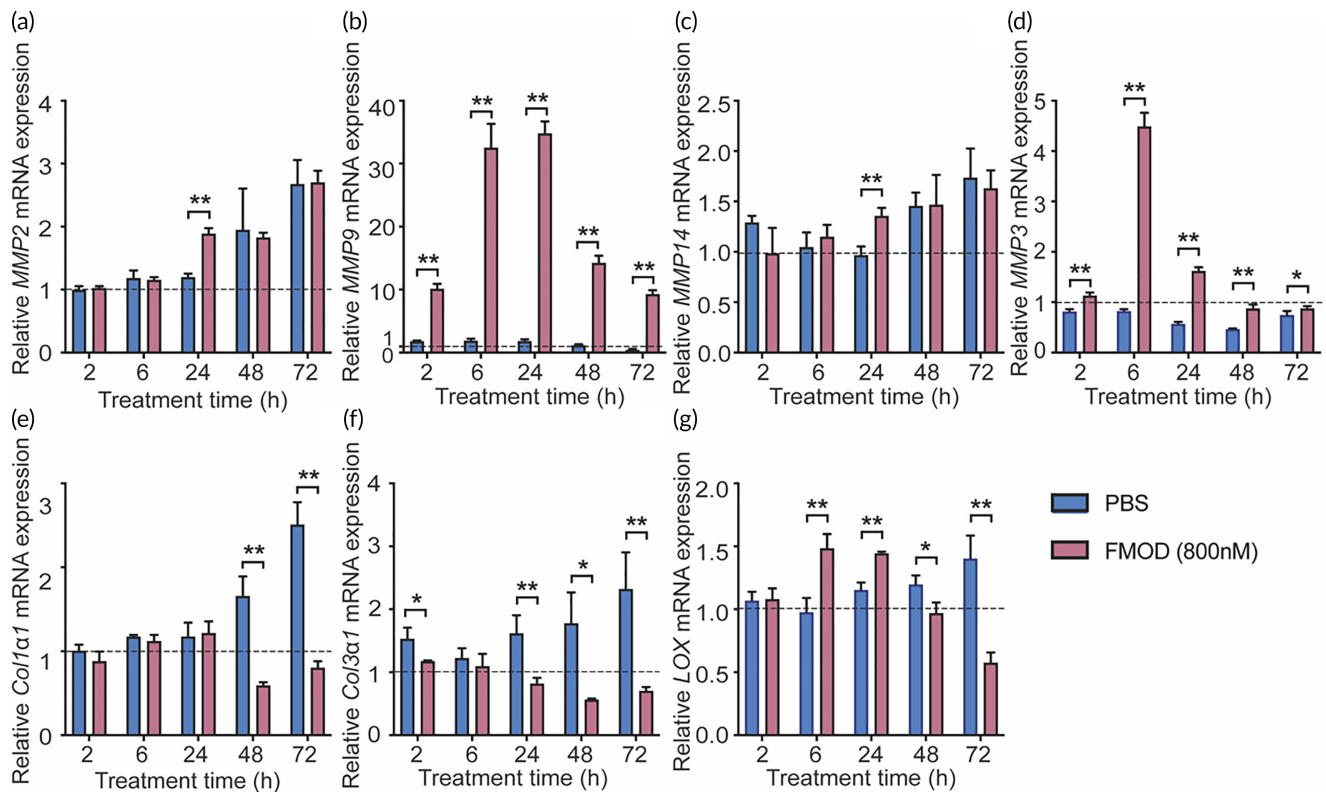 (a)
Relative MMP2 mRNA expression
4
3
2
1
0
**
2 6 24 48 72
Treatment time (h)
(b)
Relative MMP9 mRNA expression
40
30
20
10
1
0
** ** ** ** **
2 6 24 48 72
Treatment time (h)
(c)
Relative MMP14 mRNA expression
2.5
2.0
1.5
1.0
0.5
0.0
**
2 6 24 48 72
Treatment time (h)
(d)
Relative MMP3 mRNA expression
5
4
3
2
1
0
** ** ** ** *
2 6 24 48 72
Treatment time (h)
(e)
Relative Col1α1 mRNA expression
3
2
1
0
** **
2 6 24 48 72
Treatment time (h)
(f)
Relative Col3α1 mRNA expression
4
3
2
1
0
* ** * **
2 6 24 48 72
Treatment time (h)
(g)
Relative LOX mRNA expression
2.0
1.5
1.0
0.5
0.0
** ** * **
2 6 24 48 72
Treatment time (h)
PBS
FMOD (800nM)